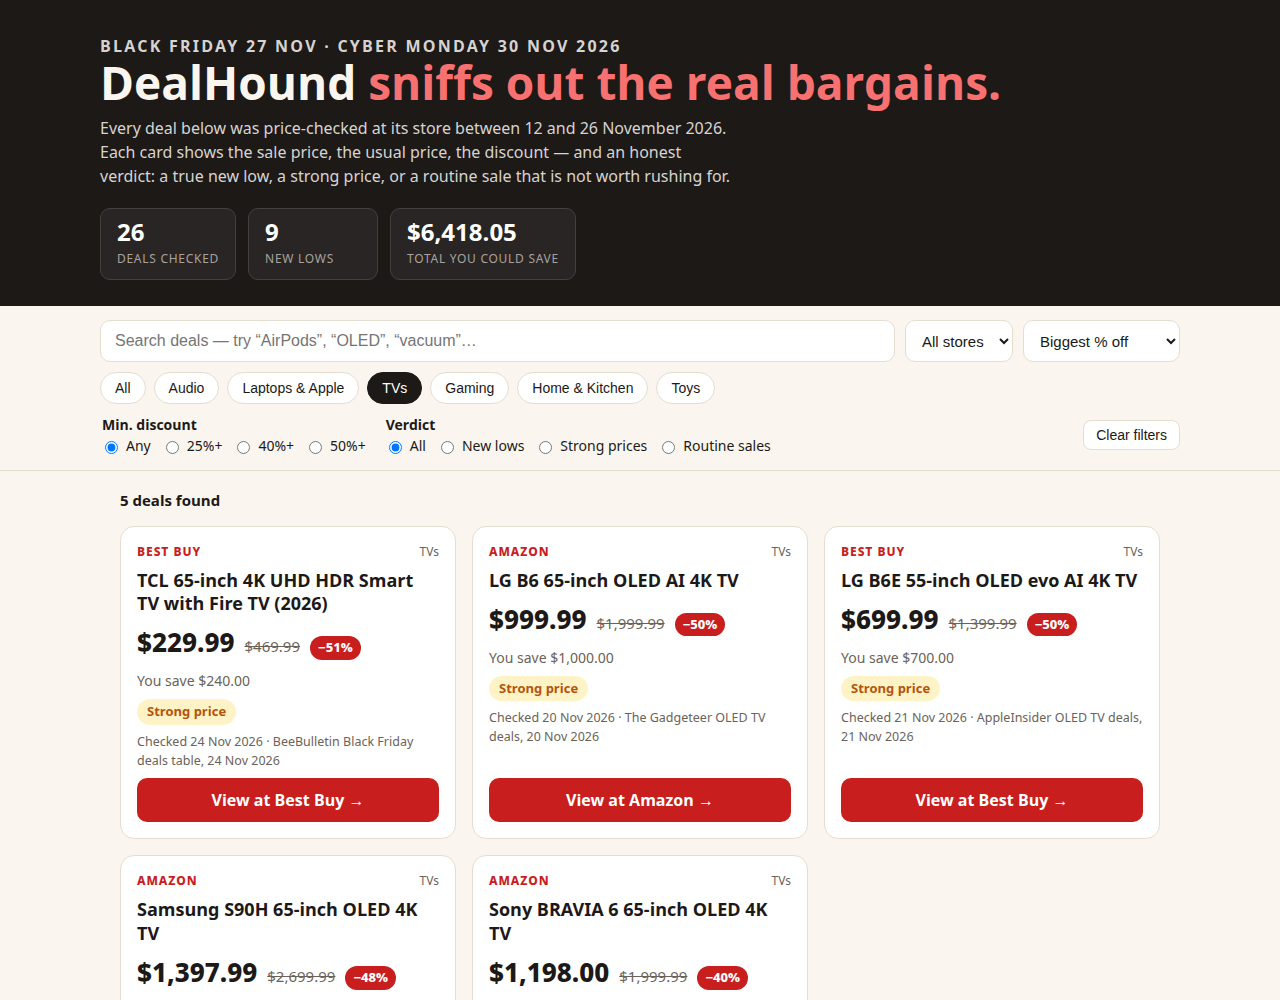 BLACK FRIDAY 27 NOV · CYBER MONDAY 30 NOV 2026
DealHound sniffs out the real bargains.
Every deal below was price-checked at its store between 12 and 26 November 2026.
Each card shows the sale price, the usual price, the discount — and an honest
verdict: a true new low, a strong price, or a routine sale that is not worth rushing for.
26 9 $6,418.05
DEALS CHECKED NEW LOWS TOTAL YOU COULD SAVE
Search deals — try “AirPods”, “OLED”, “vacuum”… All stores Biggest % off
All Audio Laptops & Apple TVs Gaming Home & Kitchen Toys
Min. discount Verdict
Any 25%+ 40%+ 50%+ All New lows Strong prices Routine sales Clear filters
5 deals found
BEST BUY TVs
TCL 65-inch 4K UHD HDR Smart
TV with Fire TV (2026)
$229.99 $469.99 −51%
You save $240.00
Strong price
Checked 24 Nov 2026 · BeeBulletin Black Friday
deals table, 24 Nov 2026
View at Best Buy →
AMAZON TVs
LG B6 65-inch OLED AI 4K TV
$999.99 $1,999.99 −50%
You save $1,000.00
Strong price
Checked 20 Nov 2026 · The Gadgeteer OLED TV
deals, 20 Nov 2026
View at Amazon →
BEST BUY TVs
LG B6E 55-inch OLED evo AI 4K TV
$699.99 $1,399.99 −50%
You save $700.00
Strong price
Checked 21 Nov 2026 · AppleInsider OLED TV deals,
21 Nov 2026
View at Best Buy →
AMAZON TVs
Samsung S90H 65-inch OLED 4K
TV
$1,397.99 $2,699.99 −48%
AMAZON TVs
Sony BRAVIA 6 65-inch OLED 4K
TV
$1,198.00 $1,999.99 −40%